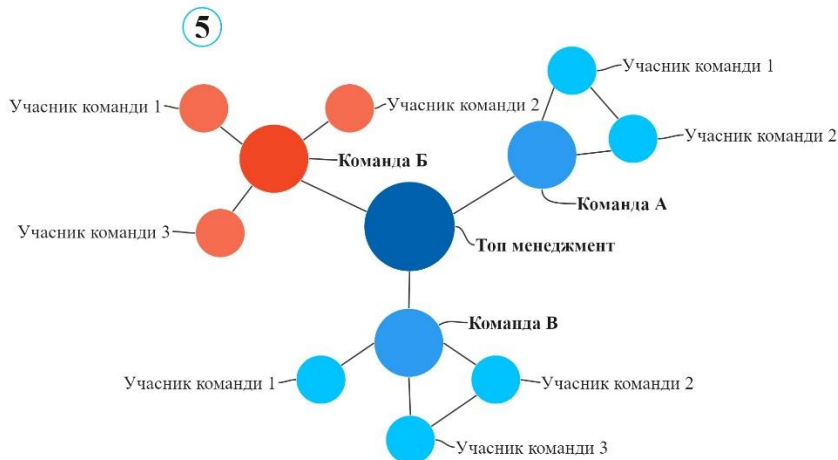 5
Учасник команди 1
Учасник команди 2
Учасник команди 1
Учасник команди 2
Команда Б
Команда А
Учасник команди 3
Топ менеджмент
Команда В
Учасник команди 1
Учасник команди 2
Учасник команди 3